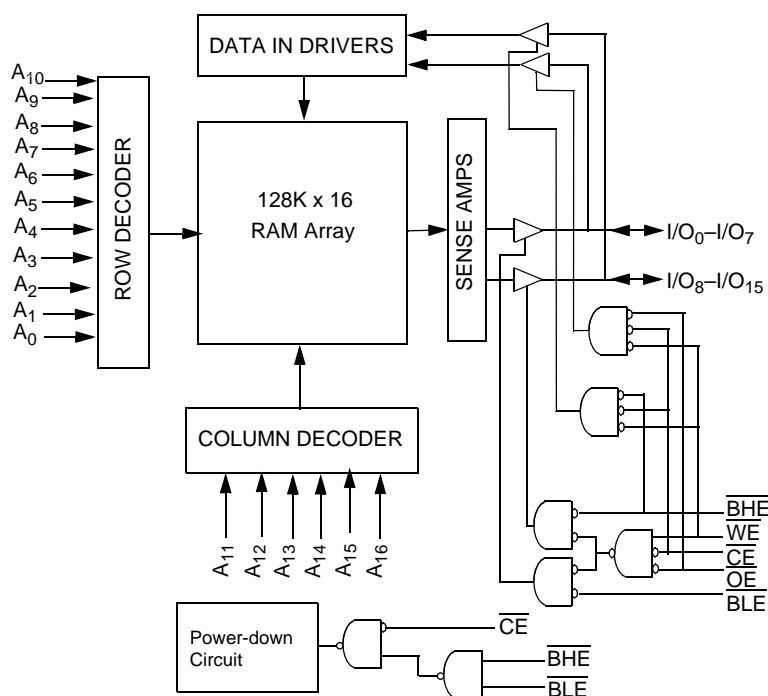 DATA IN DRIVERS
A10
A9
A8
A7
A6
A5
A4
A3
A2
A1
A0
ROW DECODER
128K x 16
RAM Array
SENSE AMPS
I/O0–I/O7
I/O8–I/O15
COLUMN DECODER
A11
A12
A13
A14
A15
A16
BHE
WE
CE
OE
BLE
Power-down
Circuit
CE
BHE
BLE